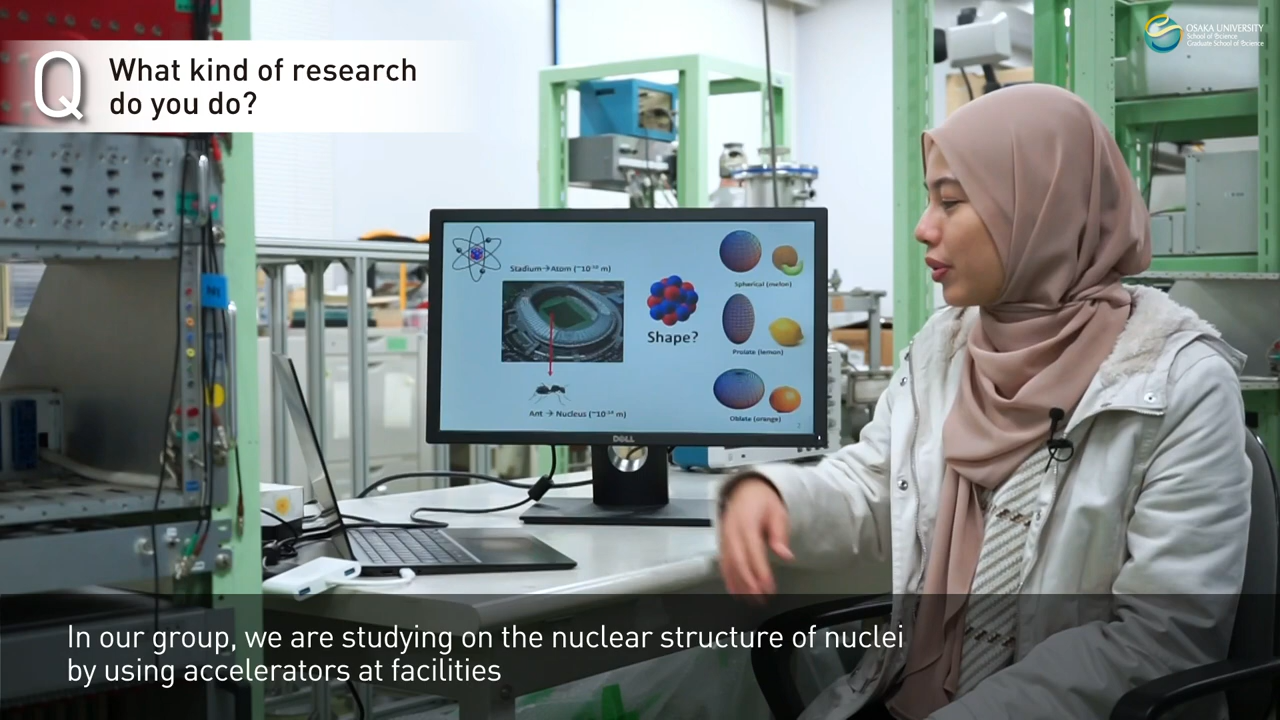 Q
What kind of research
do you do?
OSAKA UNIVERSITY
School of Science
Graduate School of Science
Stadium→Atom (~10⁻¹⁰ m)
Shape?
Ant → Nucleus (~10⁻¹⁴ m)
Spherical (melon)
Prolate (lemon)
Oblate (orange)
DELL
In our group, we are studying on the nuclear structure of nuclei
by using accelerators at facilities